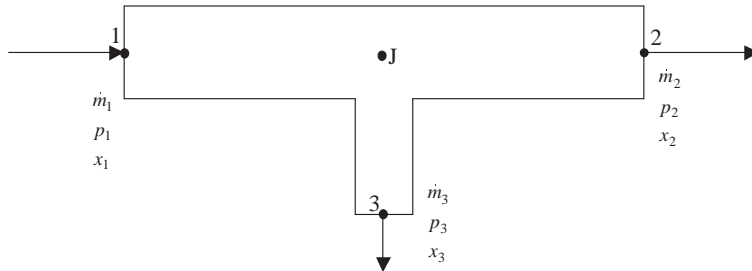 1
J
2
ṁ₁
p₁
x₁
ṁ₂
p₂
x₂
3
ṁ₃
p₃
x₃